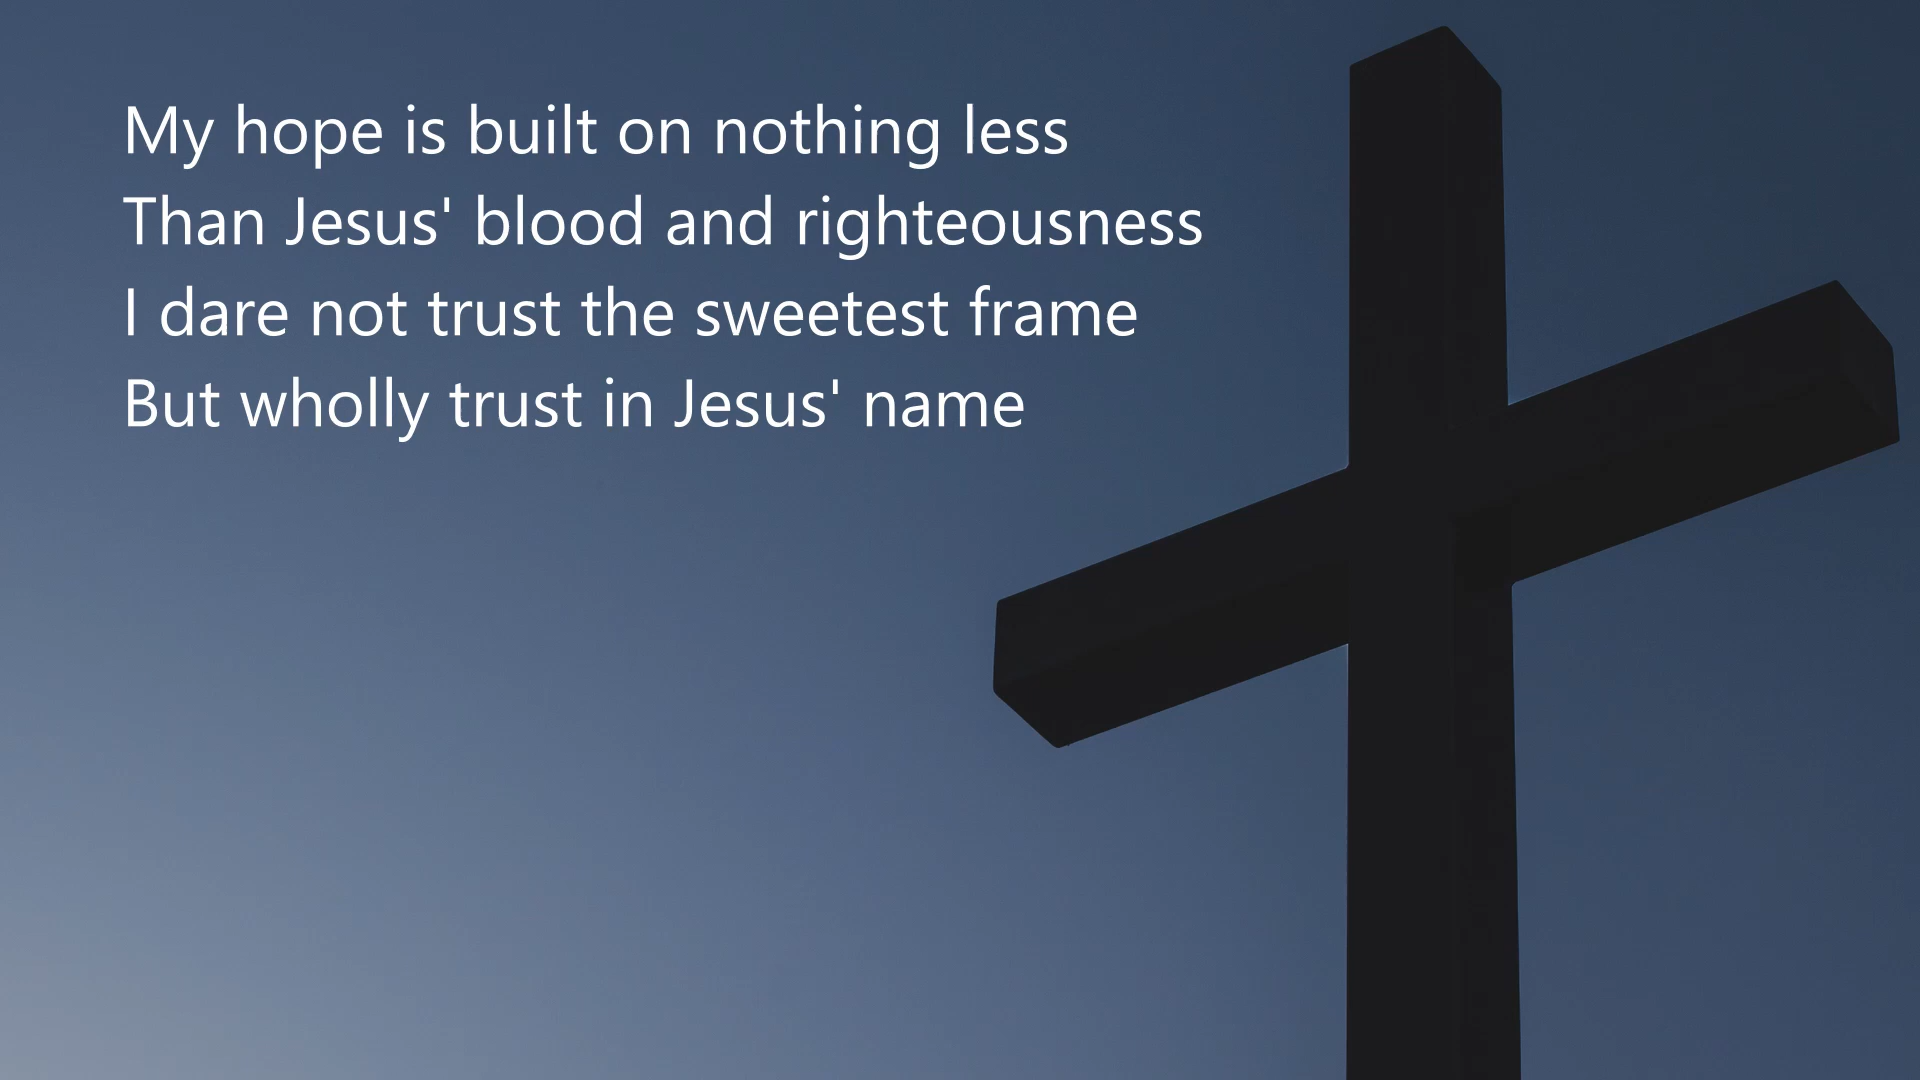 My hope is built on nothing less
Than Jesus' blood and righteousness
I dare not trust the sweetest frame
But wholly trust in Jesus' name